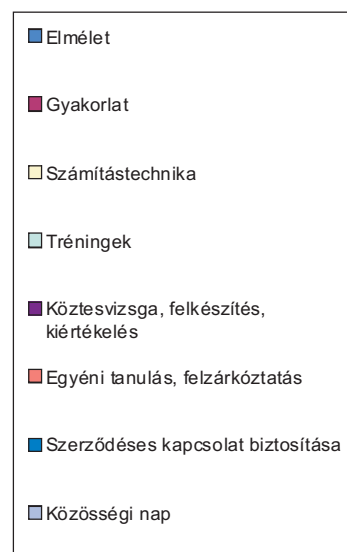 Elmélet
Gyakorlat
Számítástechnika
Tréningek
Köztesvizsga, felkészítés,
kiértékelés
Egyéni tanulás, felzárkóztatás
Szerződéses kapcsolat biztosítása
Közösségi nap